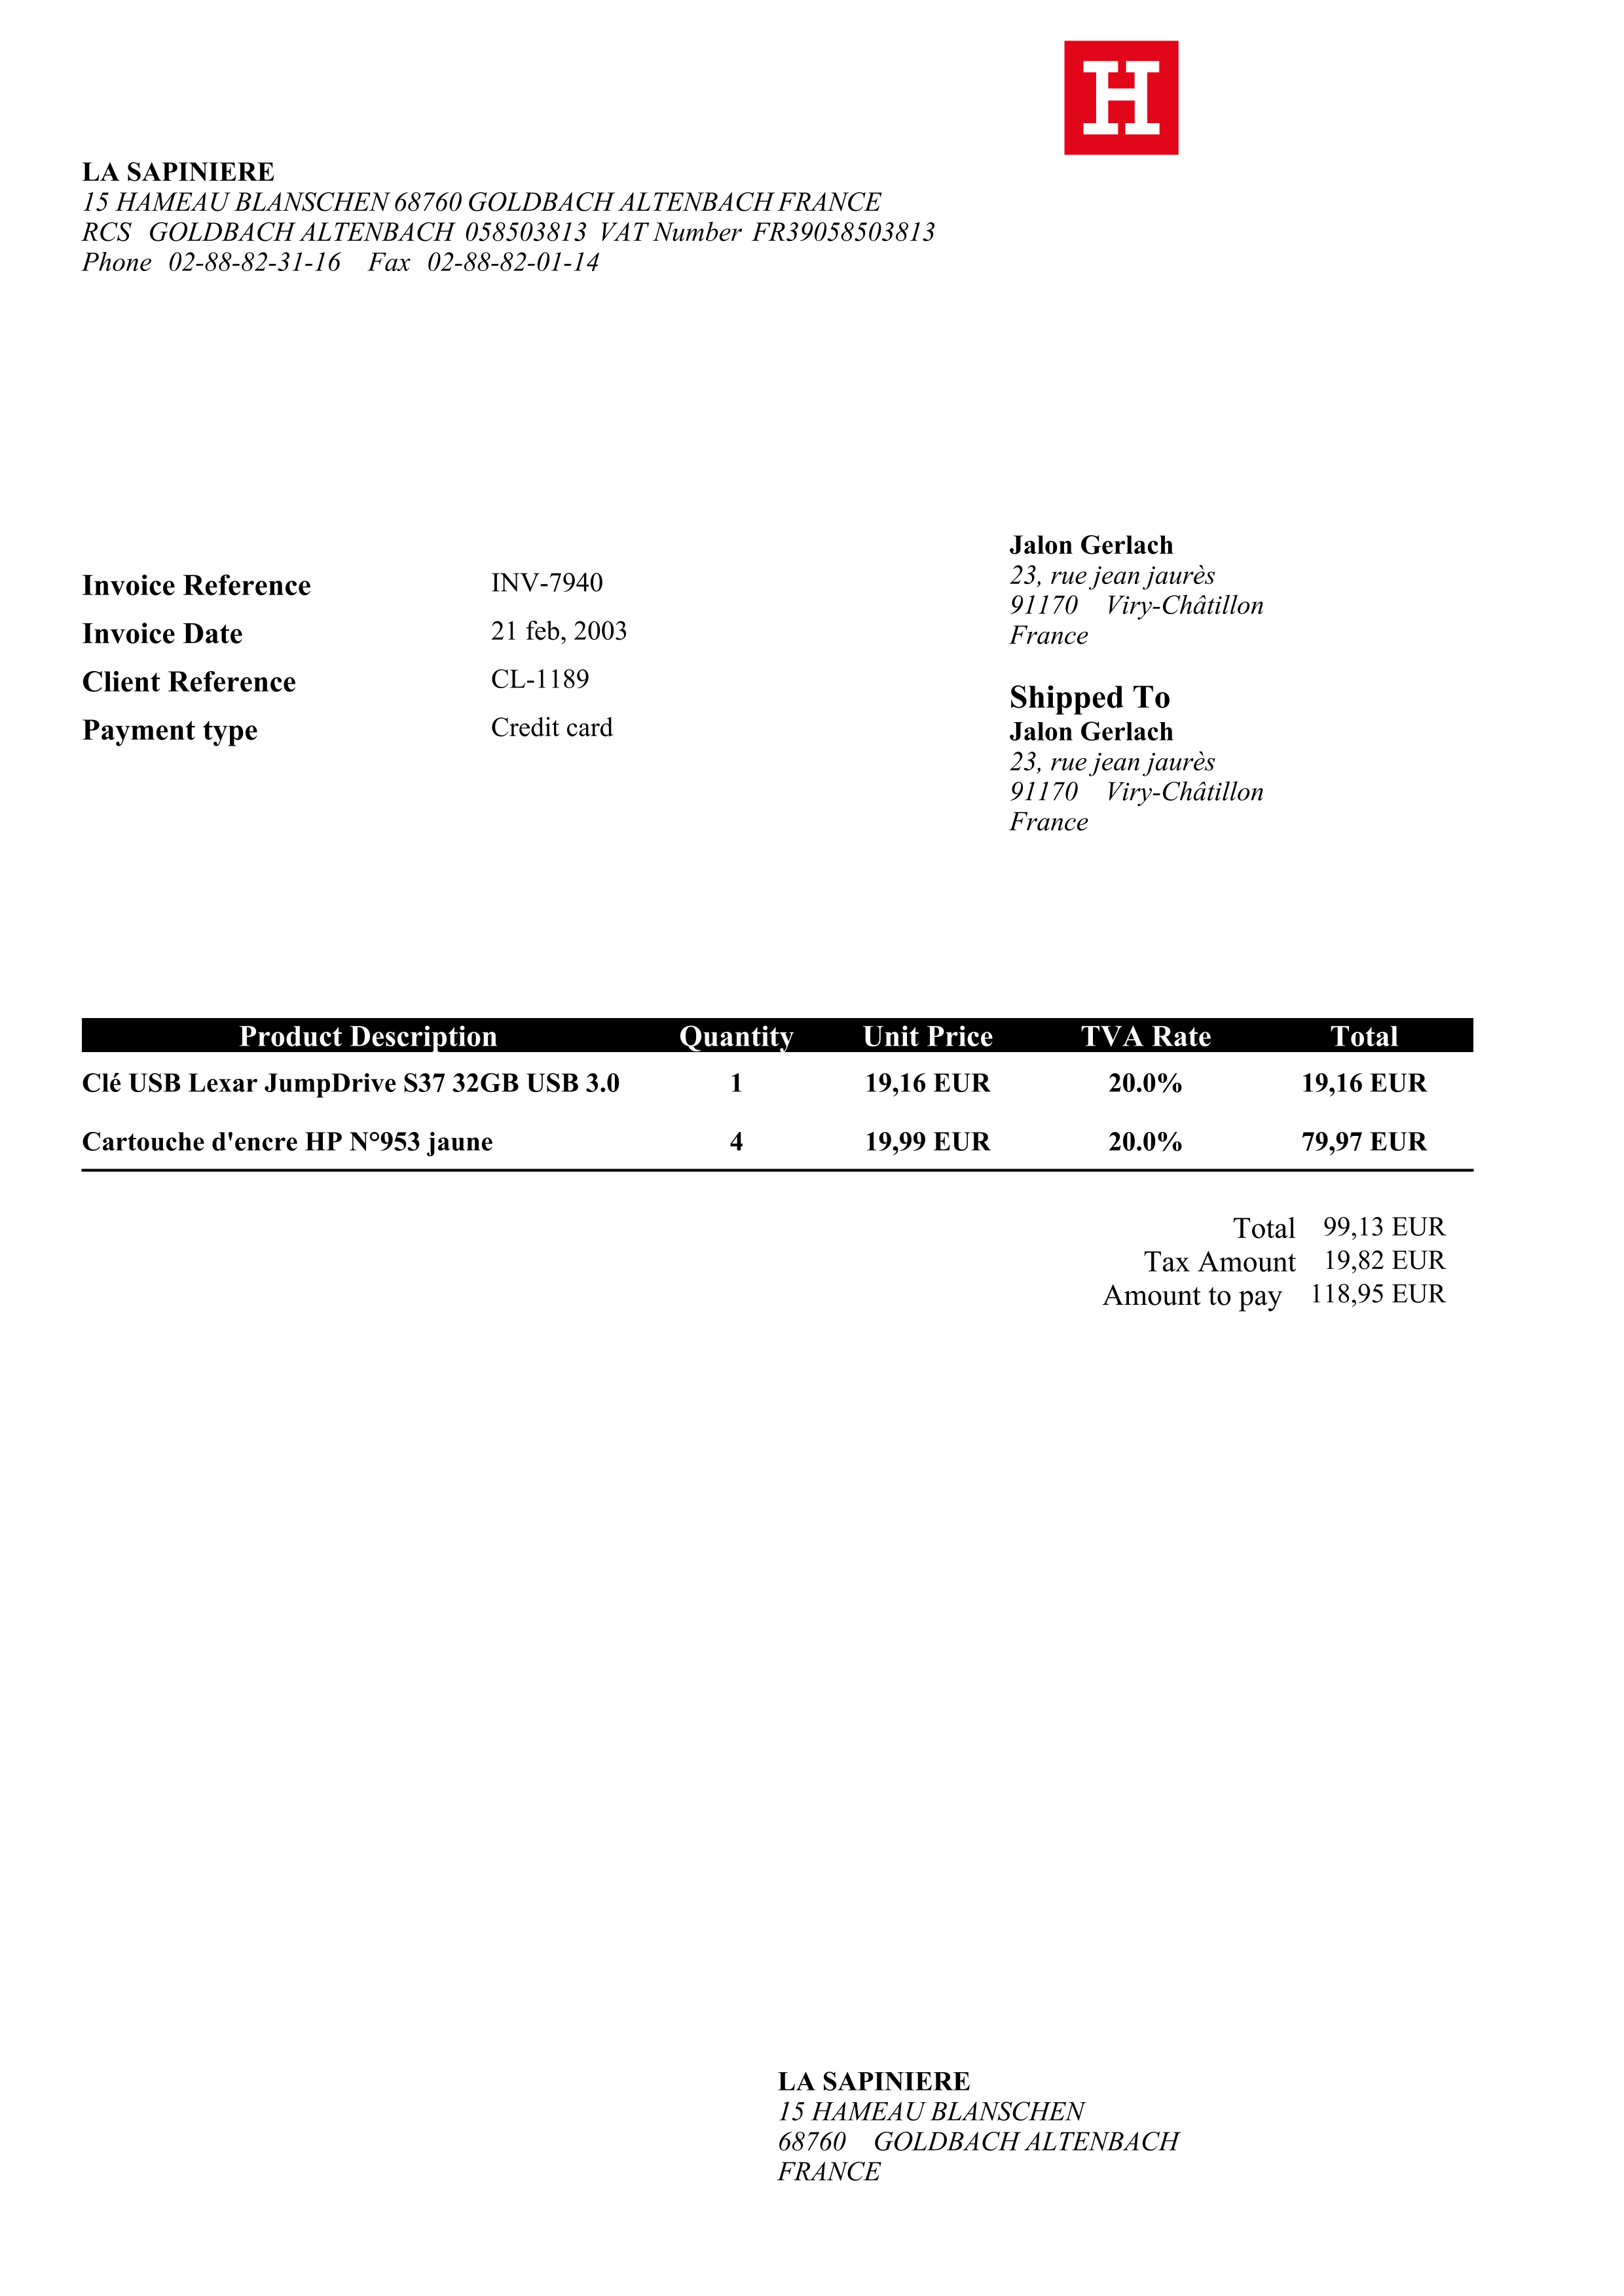 H
LA SAPINIERE
15 HAMEAU BLANSCHEN 68760 GOLDBACH ALTENBACH FRANCE
RCS GOLDBACH ALTENBACH 058503813 VAT Number FR39058503813
Phone 02-88-82-31-16 Fax 02-88-82-01-14
Invoice Reference INV-7940
Invoice Date 21 feb, 2003
Client Reference CL-1189
Payment type Credit card
Jalon Gerlach
23, rue jean jaurès
91170 Viry-Châtillon
France
Shipped To
Jalon Gerlach
23, rue jean jaurès
91170 Viry-Châtillon
France
Product Description Quantity Unit Price TVA Rate Total
Clé USB Lexar JumpDrive S37 32GB USB 3.0 1 19,16 EUR 20.0% 19,16 EUR
Cartouche d'encre HP N°953 jaune 4 19,99 EUR 20.0% 79,97 EUR
Total 99,13 EUR
Tax Amount 19,82 EUR
Amount to pay 118,95 EUR
LA SAPINIERE
15 HAMEAU BLANSCHEN
68760 GOLDBACH ALTENBACH
FRANCE